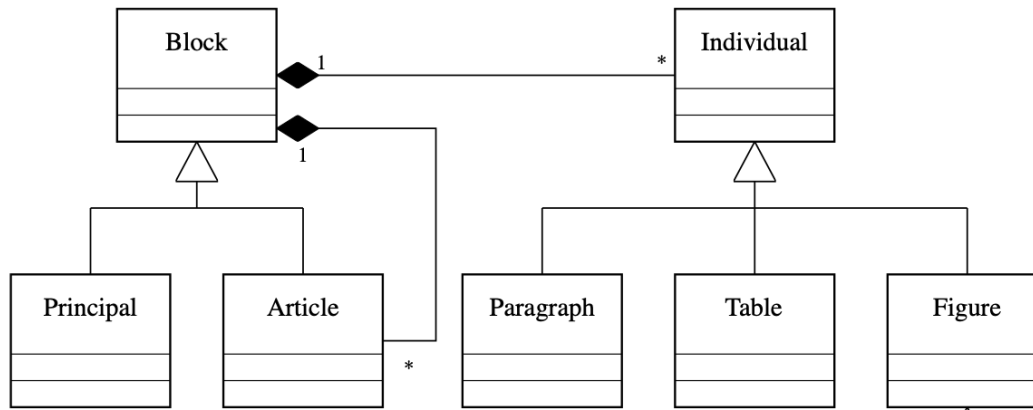 Block
Individual
1
*
1
Principal
Article
Paragraph
Table
Figure
*